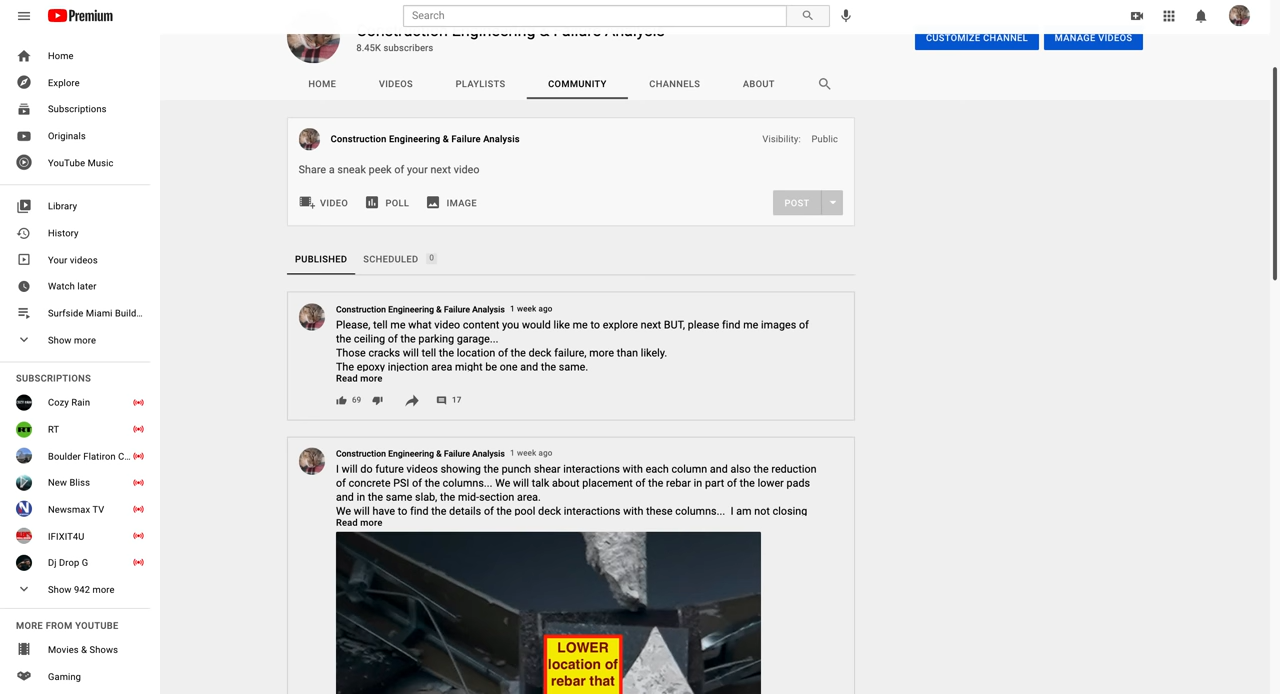 Premium
Search
Home
Explore
Subscriptions
Originals
YouTube Music
Library
History
Your videos
Watch later
Surfside Miami Build...
Show more
SUBSCRIPTIONS
Cozy Rain
RT
Boulder Flatiron C...
New Bliss
Newsmax TV
IFIXIT4U
Dj Drop G
Show 942 more
MORE FROM YOUTUBE
Movies & Shows
Gaming
Construction Engineering & Failure Analysis
8.45K subscribers
CUSTOMIZE CHANNEL
MANAGE VIDEOS
HOME
VIDEOS
PLAYLISTS
COMMUNITY
CHANNELS
ABOUT
Construction Engineering & Failure Analysis
Visibility: Public
Share a sneak peek of your next video
VIDEO
POLL
IMAGE
POST
PUBLISHED
SCHEDULED 0
Construction Engineering & Failure Analysis 1 week ago
Please, tell me what video content you would like me to explore next BUT, please find me images of
the ceiling of the parking garage...
Those cracks will tell the location of the deck failure, more than likely.
The epoxy injection area might be one and the same.
Read more
69
17
Construction Engineering & Failure Analysis 1 week ago
I will do future videos showing the punch shear interactions with each column and also the reduction
of concrete PSI of the columns... We will talk about placement of the rebar in part of the lower pads
and in the same slab, the mid-section area.
We will have to find the details of the pool deck interactions with these columns... I am not closing
Read more
LOWER
location of
rebar that